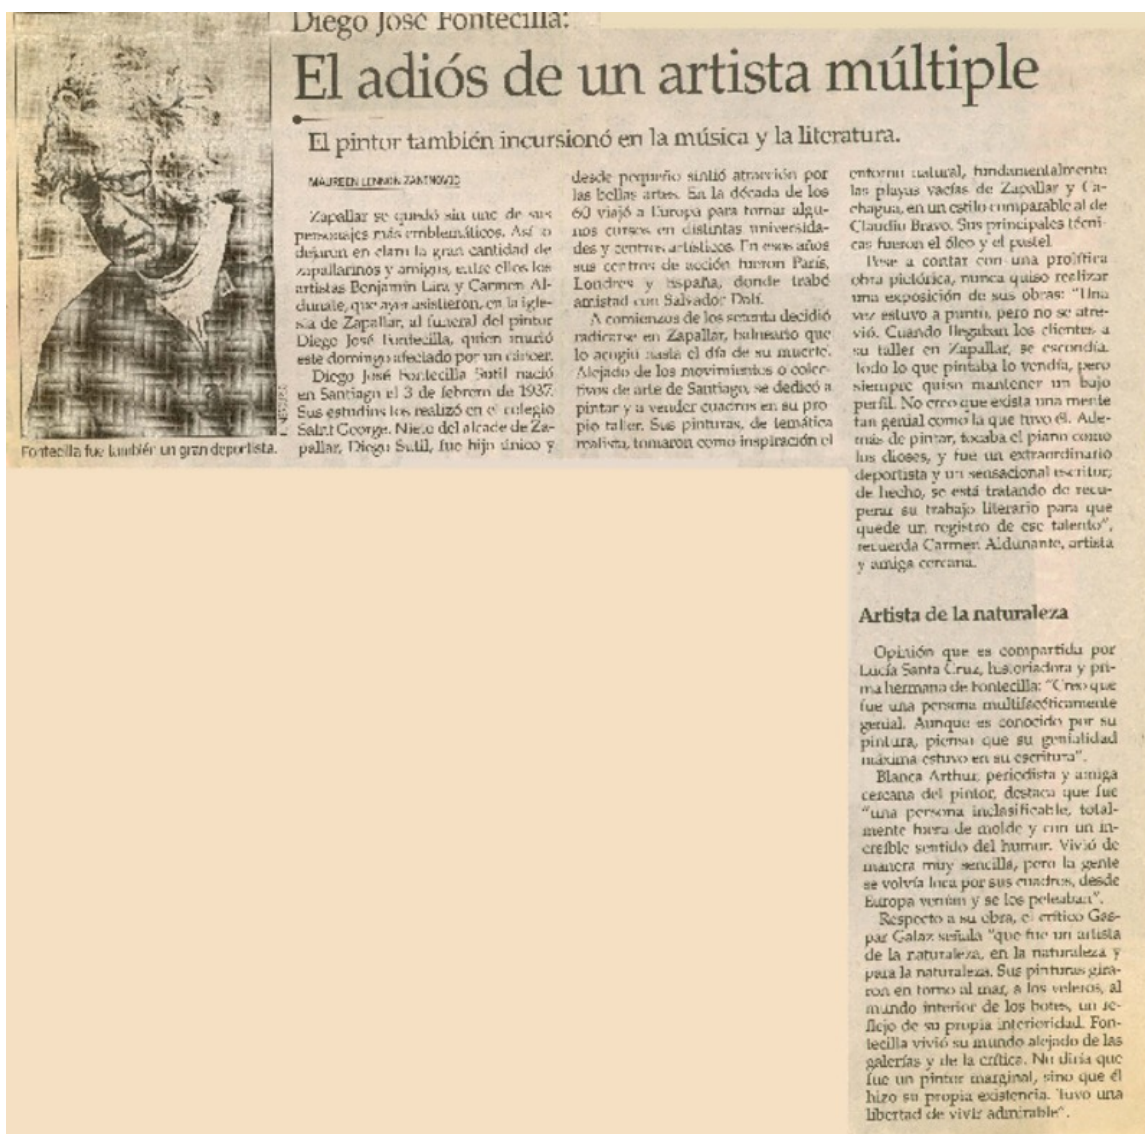 Diego José Fontecilla:
El adiós de un artista múltiple
El pintor también incursionó en la música y la literatura.
MAUREEN LENNON ZANINOVIC
Zapallar se quedó sin uno de sus
personajes más emblemáticos. Así lo
dejaron en claro la gran cantidad de
zapallarinos y amigos, entre ellos los
artistas Benjamín Lira y Carmen Al-
dunate, que ayer asistieron, en la igle-
sia de Zapallar, al funeral del pintor
Diego José Fontecilla, quien murió
este domingo afectado por un cáncer.
Diego José Fontecilla Sutil nació
en Santiago el 3 de febrero de 1937.
Sus estudios los realizó en el colegio
Saint George. Nieto del alcade de Za-
pallar, Diego Sutil, fue hijo único y
Fontecilla fue también un gran deportista.
desde pequeño sintió atracción por
las bellas artes. En la década de los
60 viajó a Europa para tomar algu-
nos cursos en distintas universida-
des y centros artísticos. En esos años
sus centros de acción fueron París,
Londres y España, donde trabó
amistad con Salvador Dalí.
A comienzos de los setenta decidió
radicarse en Zapallar, balneario que
lo acogió hasta el día de su muerte.
Alejado de los movimientos o colec-
tivos de arte de Santiago, se dedicó a
pintar y a vender cuadros en su pro
pio taller. Sus pinturas, de temática
realista, tomaron como inspiración el
entorno natural, fundamentalmente
las playas vacías de Zapallar y Ca-
chagua, en un estilo comparable al de
Claudio Bravo. Sus principales técni-
cas fueron el óleo y el pastel.
Pese a contar con una prolífica
obra pictórica, nunca quiso realizar
una exposición de sus obras: "Una
vez estuvo a punto, pero no se atre-
vió. Cuando llegaban los clientes a
su taller en Zapallar, se escondía.
Todo lo que pintaba lo vendía, pero
siempre quiso mantener un bajo
perfil. No creo que exista una mente
tan genial como la que tuvo él. Ade-
más de pintar, tocaba el piano como
los dioses, y fue un extraordinario
deportista y un sensacional escritor;
de hecho, se está tratando de recu-
perar su trabajo literario para que
quede un registro de ese talento",
recuerda Carmen Aldunante, artista
y amiga cercana.
Artista de la naturaleza
Opinión que es compartida por
Lucía Santa Cruz, historiadora y pri-
ma hermana de Fontecilla: "Creo que
fue una persona multifacéticamente
genial. Aunque es conocido por su
pintura, pienso que su genialidad
máxima estuvo en su escritura".
Blanca Arthur, periodista y amiga
cercana del pintor, destaca que fue
"una persona inclasificable, total-
mente fuera de molde y con un in-
creíble sentido del humor. Vivió de
manera muy sencilla, pero la gente
se volvía loca por sus cuadros, desde
Europa venían y se los peleaban".
Respecto a su obra, el crítico Gas-
par Galaz señala "que fue un artista
de la naturaleza, en la naturaleza y
para la naturaleza. Sus pinturas gira-
ron en torno al mar, a los veleros, al
mundo interior de los botes, un re-
flejo de su propia interioridad. Fon-
tecilla vivió su mundo alejado de las
galerías y de la crítica. No diría que
fue un pintor marginal, sino que él
hizo su propia existencia. Tuvo una
libertad de vivir admirable".